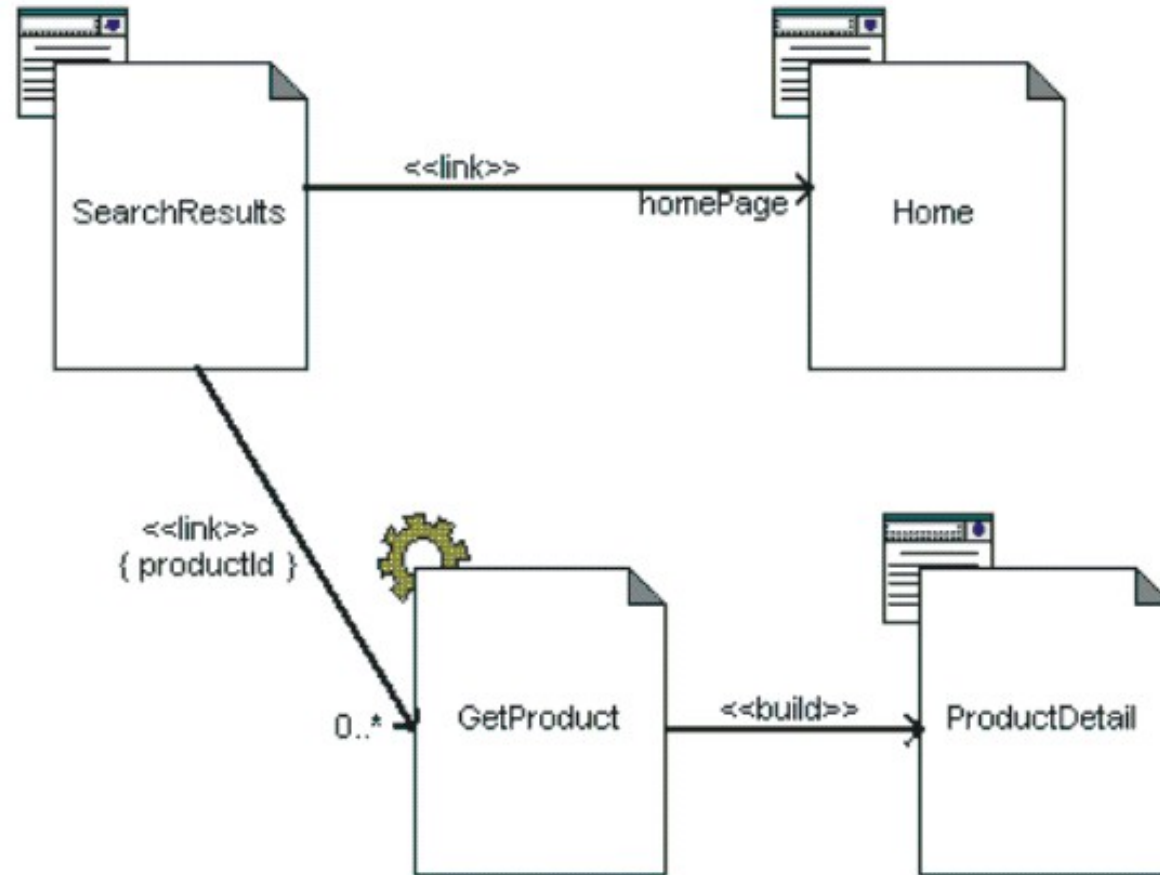 <<link>>
homePage
SearchResults
Home
<<link>>
{ productId }
0..*
GetProduct
<<build>>
ProductDetail